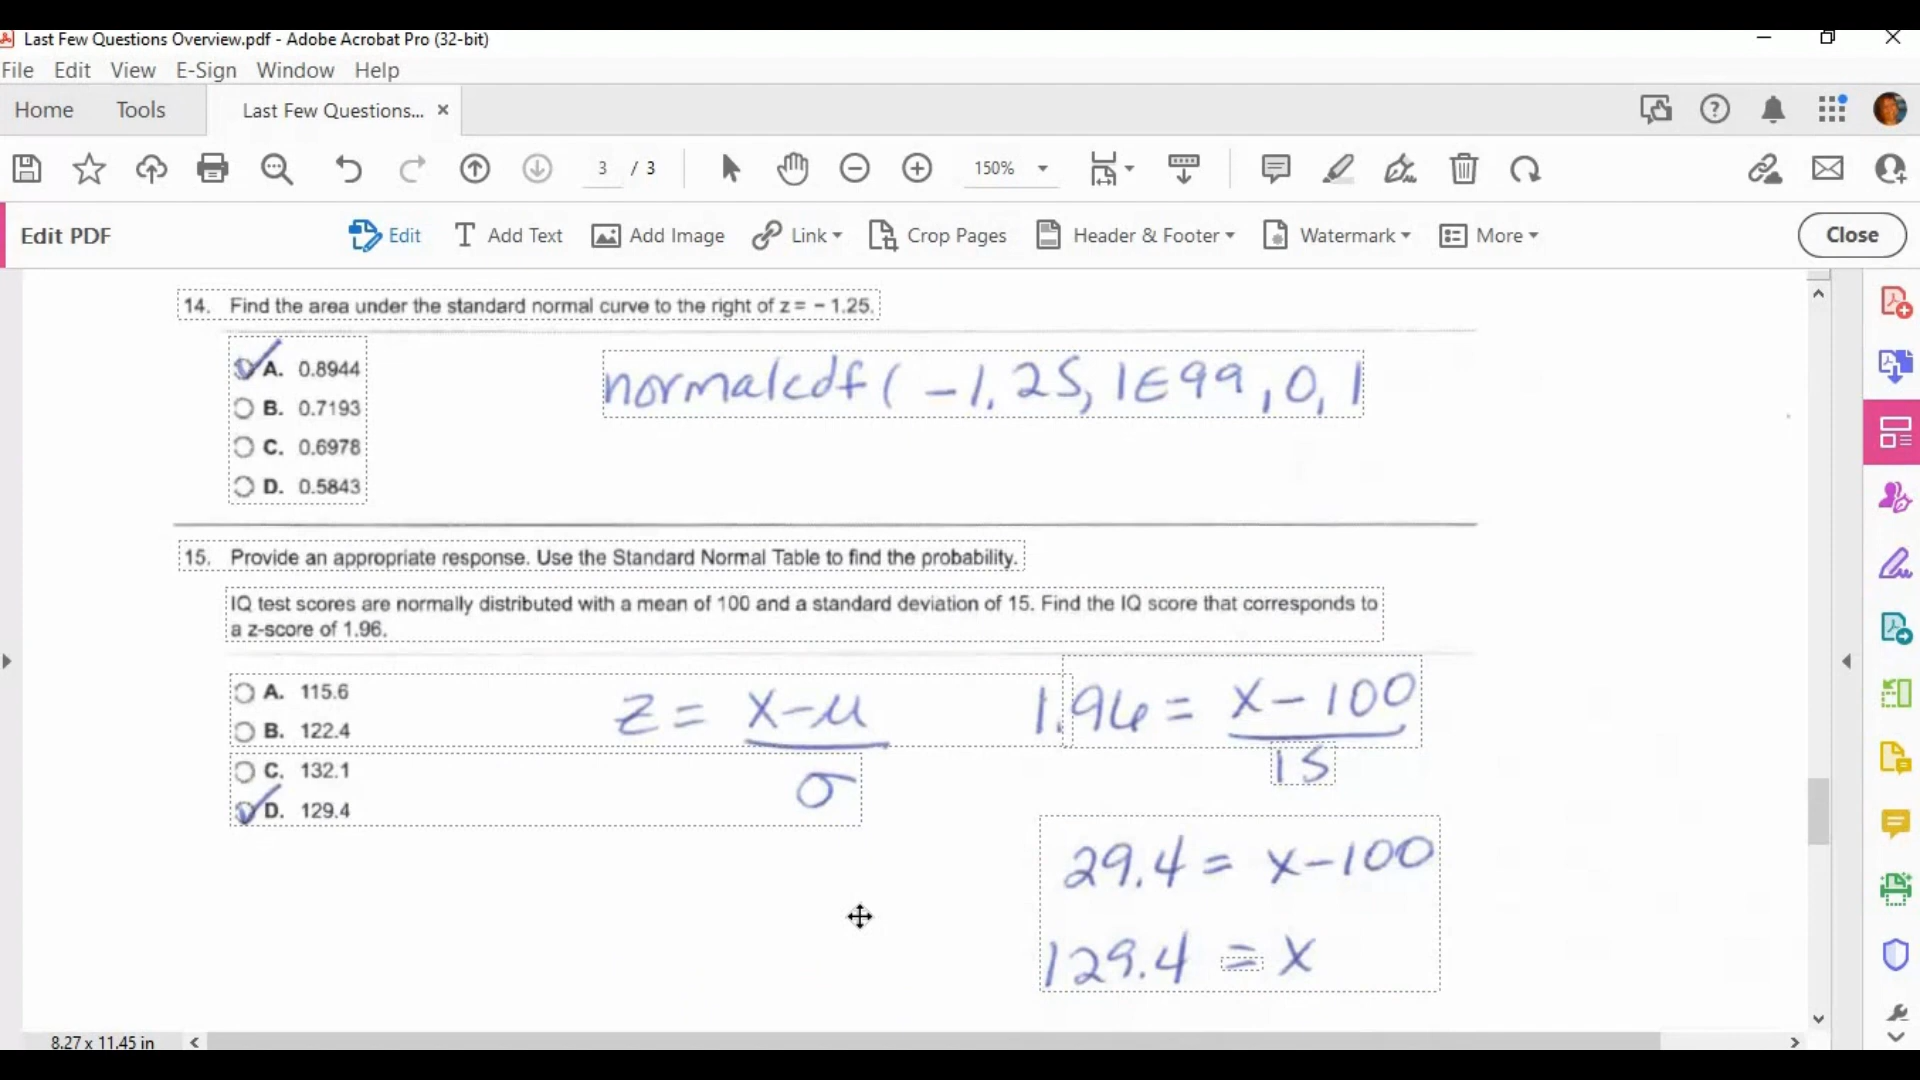 Last Few Questions Overview.pdf - Adobe Acrobat Pro (32-bit)
File Edit View E-Sign Window Help
Home Tools Last Few Questions... ×
3 / 3 150%
Edit PDF Edit Add Text Add Image Link Crop Pages Header & Footer Watermark More Close
14. Find the area under the standard normal curve to the right of z = − 1.25.
A. 0.8944
B. 0.7193
C. 0.6978
D. 0.5843
normalcdf ( −1.25, 1E99, 0, 1
15. Provide an appropriate response. Use the Standard Normal Table to find the probability.
IQ test scores are normally distributed with a mean of 100 and a standard deviation of 15. Find the IQ score that corresponds to
a z-score of 1.96.
A. 115.6
B. 122.4
C. 132.1
D. 129.4
z = x−μ
σ
1.96 = x−100
15
29.4 = x−100
129.4 = x
8.27 x 11.45 in